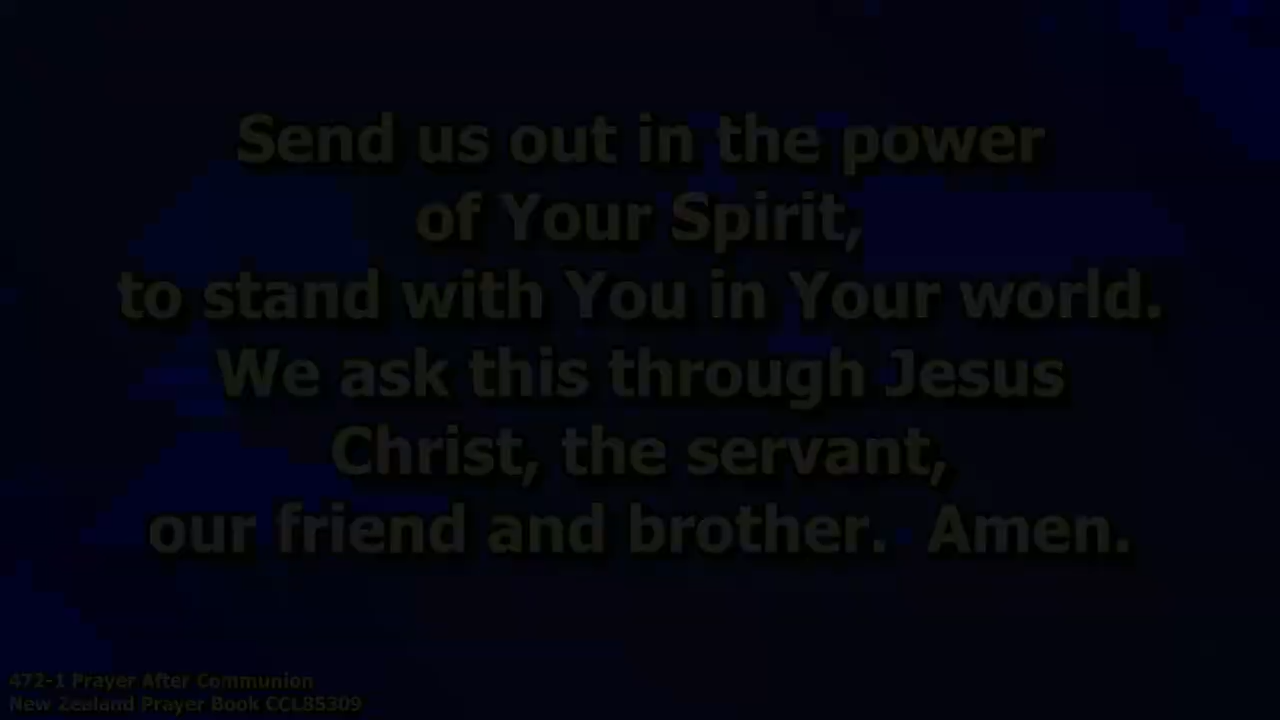 Send us out in the power
of Your Spirit,
to stand with You in Your world.
We ask this through Jesus
Christ, the servant,
our friend and brother.  Amen.
472-1 Prayer After Communion
New Zealand Prayer Book CCL85309